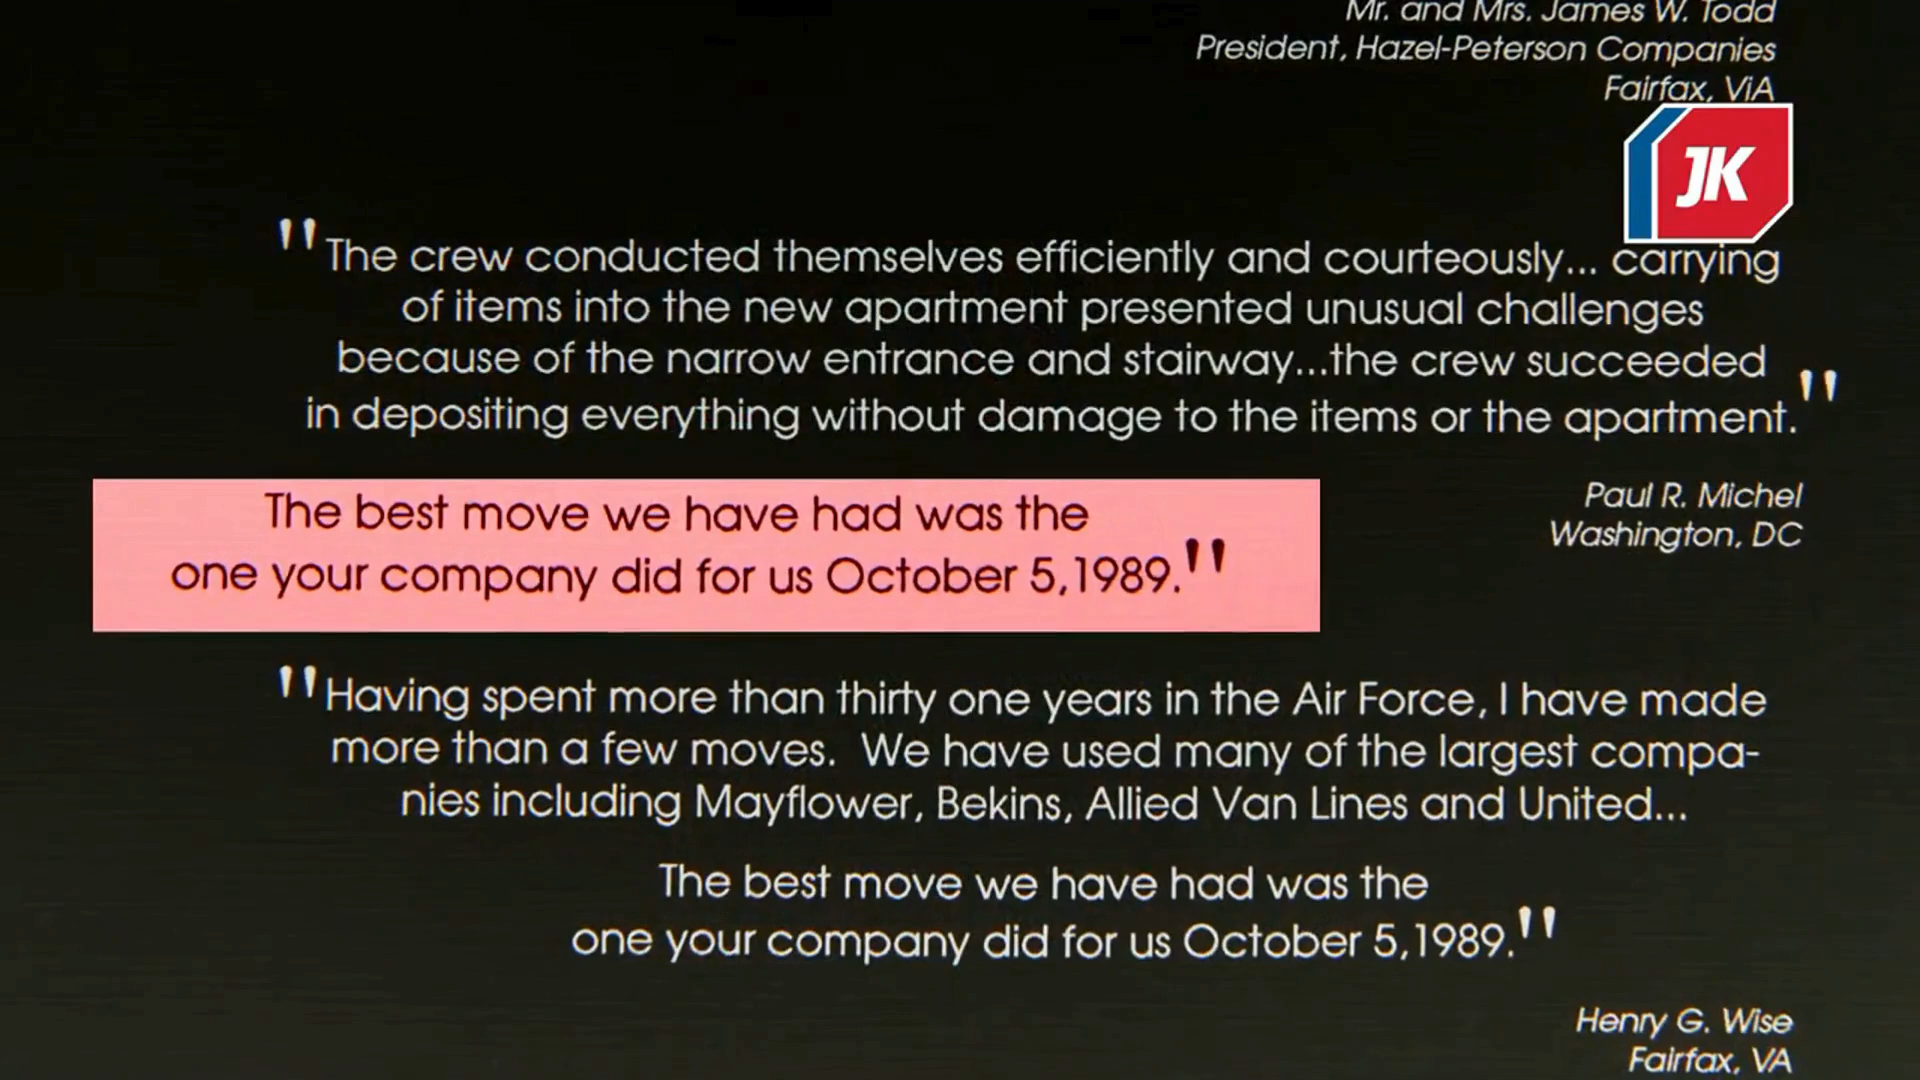 Mr. and Mrs. James W. Todd
President, Hazel-Peterson Companies
Fairfax, ViA
JK
"The crew conducted themselves efficiently and courteously... carrying
of items into the new apartment presented unusual challenges
because of the narrow entrance and stairway...the crew succeeded
in depositing everything without damage to the items or the apartment."
Paul R. Michel
Washington, DC
The best move we have had was the
one your company did for us October 5,1989."
"Having spent more than thirty one years in the Air Force, I have made
more than a few moves. We have used many of the largest compa-
nies including Mayflower, Bekins, Allied Van Lines and United...
The best move we have had was the
one your company did for us October 5,1989."
Henry G. Wise
Fairfax, VA